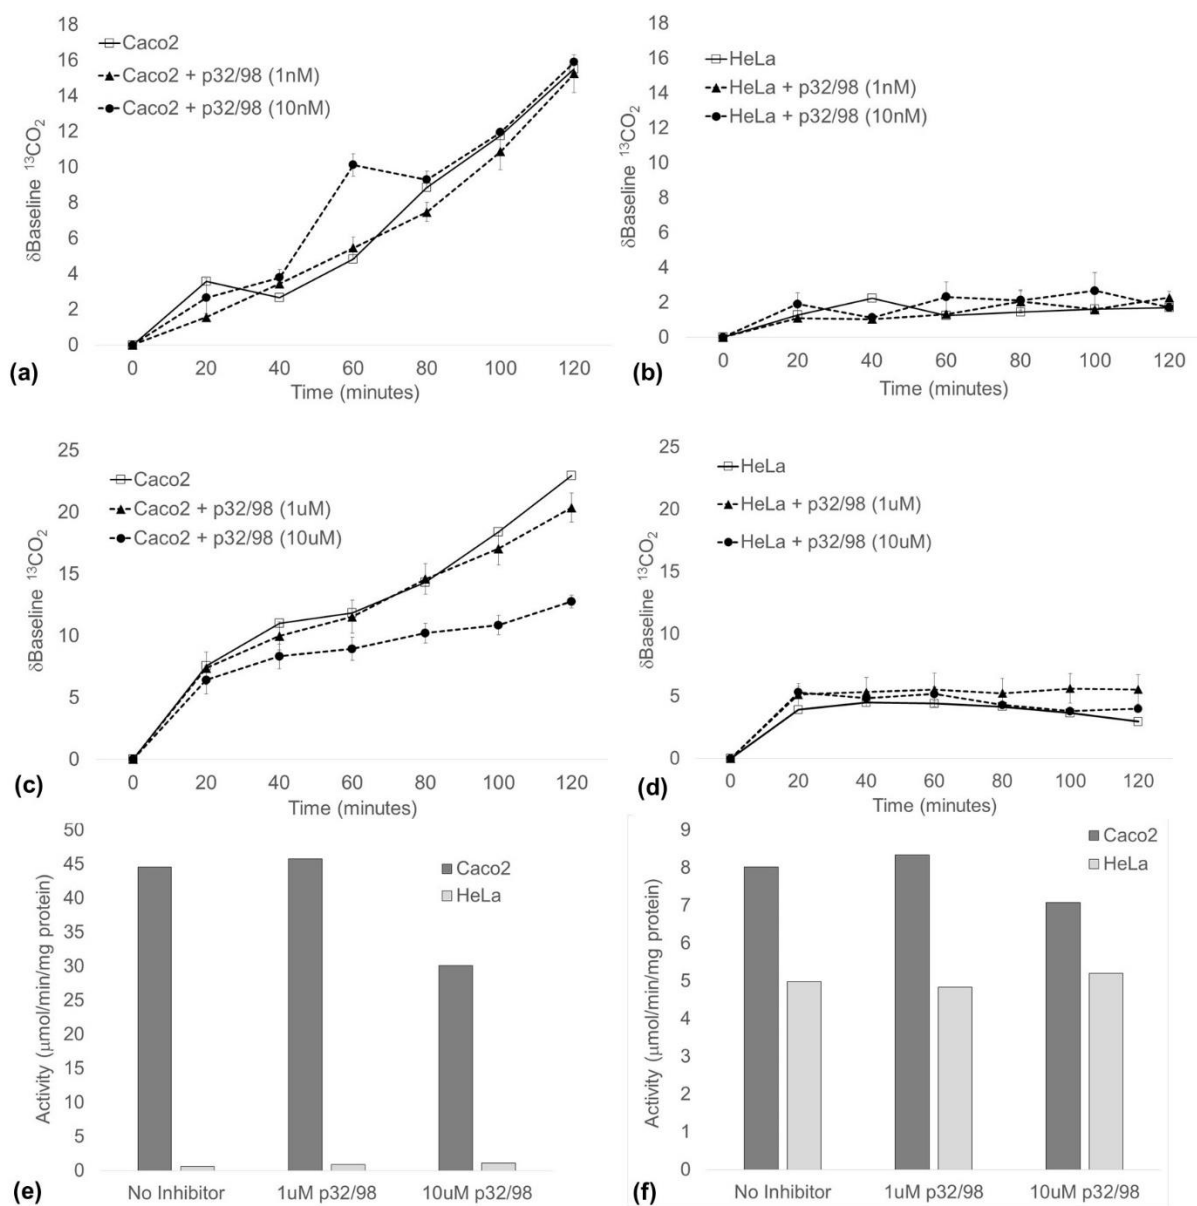 18
16
14
12
10
8
6
4
2
0
δBaseline ¹³CO₂
Caco2
Caco2 + p32/98 (1nM)
Caco2 + p32/98 (10nM)
0 20 40 60 80 100 120
Time (minutes)
(a)
18
16
14
12
10
8
6
4
2
0
δBaseline ¹³CO₂
HeLa
HeLa + p32/98 (1nM)
HeLa + p32/98 (10nM)
0 20 40 60 80 100 120
Time (minutes)
(b)
25
20
15
10
5
0
δBaseline ¹³CO₂
Caco2
Caco2 + p32/98 (1uM)
Caco2 + p32/98 (10uM)
0 20 40 60 80 100 120
Time (minutes)
(c)
25
20
15
10
5
0
δBaseline ¹³CO₂
HeLa
HeLa + p32/98 (1uM)
HeLa + p32/98 (10uM)
0 20 40 60 80 100 120
Time (minutes)
(d)
50
45
40
35
30
25
20
15
10
5
0
Activity (μmol/min/mg protein)
Caco2
HeLa
No Inhibitor 1uM p32/98 10uM p32/98
(e)
9
8
7
6
5
4
3
2
1
0
Activity (μmol/min/mg protein)
Caco2
HeLa
No Inhibitor 1uM p32/98 10uM p32/98
(f)